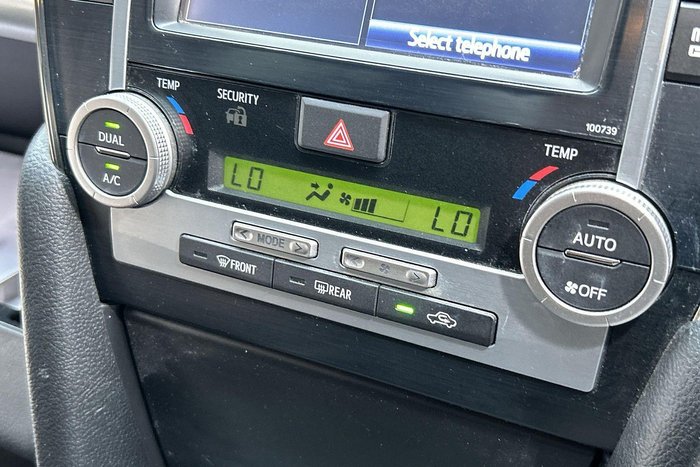 Select telephone
TEMP
SECURITY
100739
DUAL
A/C
TEMP
LO
LO
AUTO
OFF
< MODE >
FRONT
REAR